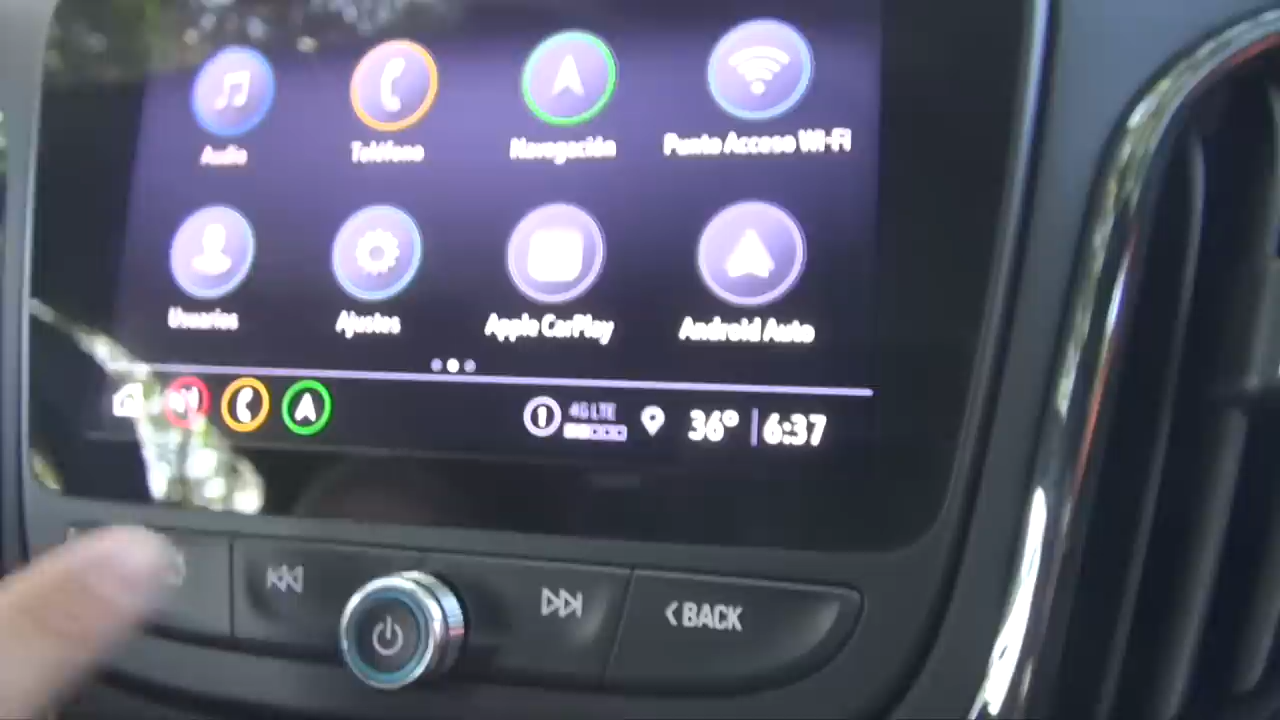 Audio
Teléfono
Navegación
Punto Acceso Wi-Fi
Usuarios
Ajustes
Apple CarPlay
Android Auto
1
4G LTE
36°
6:37
BACK